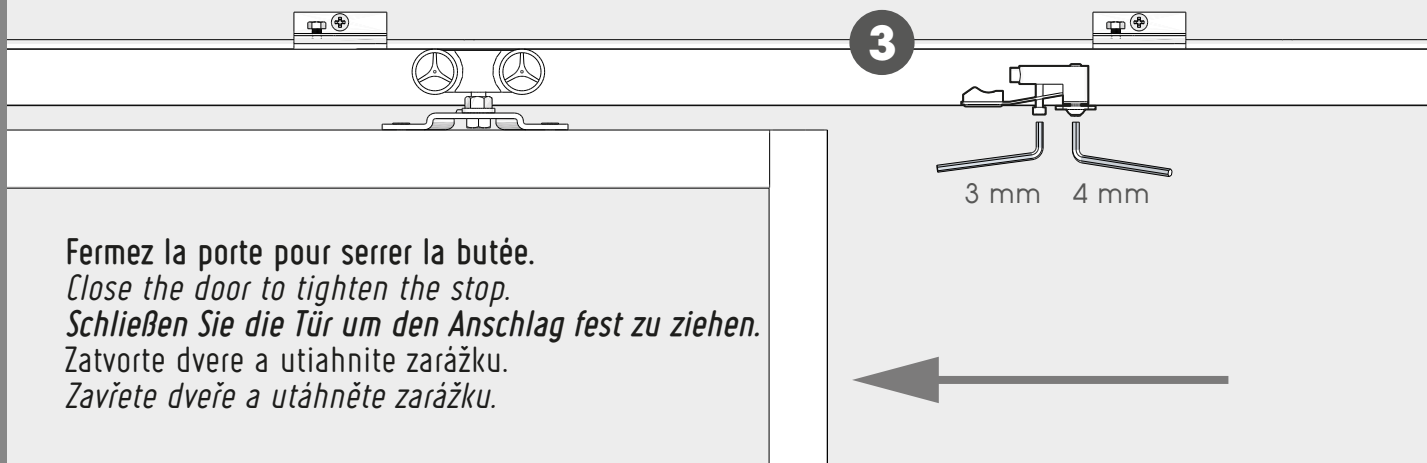 3
3 mm 4 mm
Fermez la porte pour serrer la butée.
Close the door to tighten the stop.
Schließen Sie die Tür um den Anschlag fest zu ziehen.
Zatvorte dvere a utiahnite zarážku.
Zavřete dveře a utáhněte zarážku.